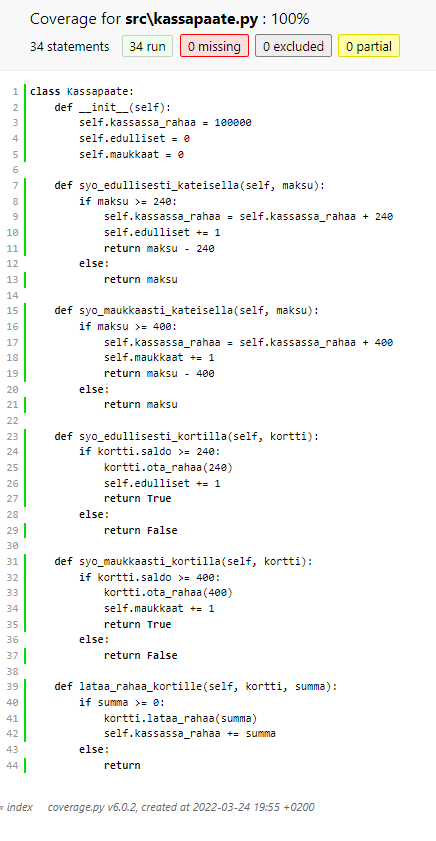 Coverage for src\kassapaate.py : 100%
34 statements 34 run 0 missing 0 excluded 0 partial
1 class Kassapaate:
2     def __init__(self):
3         self.kassassa_rahaa = 100000
4         self.edulliset = 0
5         self.maukkaat = 0
6
7     def syo_edullisesti_kateisella(self, maksu):
8         if maksu >= 240:
9             self.kassassa_rahaa = self.kassassa_rahaa + 240
10             self.edulliset += 1
11             return maksu - 240
12         else:
13             return maksu
14
15     def syo_maukkaasti_kateisella(self, maksu):
16         if maksu >= 400:
17             self.kassassa_rahaa = self.kassassa_rahaa + 400
18             self.maukkaat += 1
19             return maksu - 400
20         else:
21             return maksu
22
23     def syo_edullisesti_kortilla(self, kortti):
24         if kortti.saldo >= 240:
25             kortti.ota_rahaa(240)
26             self.edulliset += 1
27             return True
28         else:
29             return False
30
31     def syo_maukkaasti_kortilla(self, kortti):
32         if kortti.saldo >= 400:
33             kortti.ota_rahaa(400)
34             self.maukkaat += 1
35             return True
36         else:
37             return False
38
39     def lataa_rahaa_kortille(self, kortti, summa):
40         if summa >= 0:
41             kortti.lataa_rahaa(summa)
42             self.kassassa_rahaa += summa
43         else:
44             return
« index coverage.py v6.0.2, created at 2022-03-24 19:55 +0200